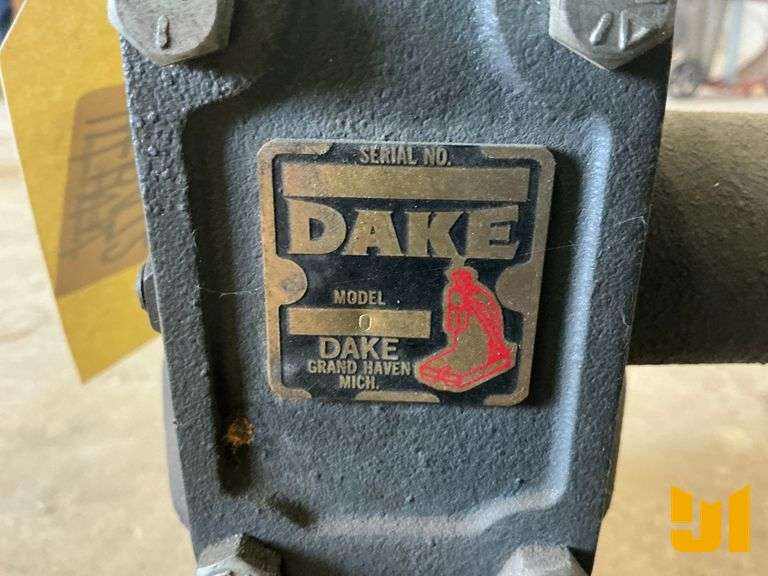 SERIAL NO.
DAKE
MODEL
0
DAKE
GRAND HAVEN
MICH.